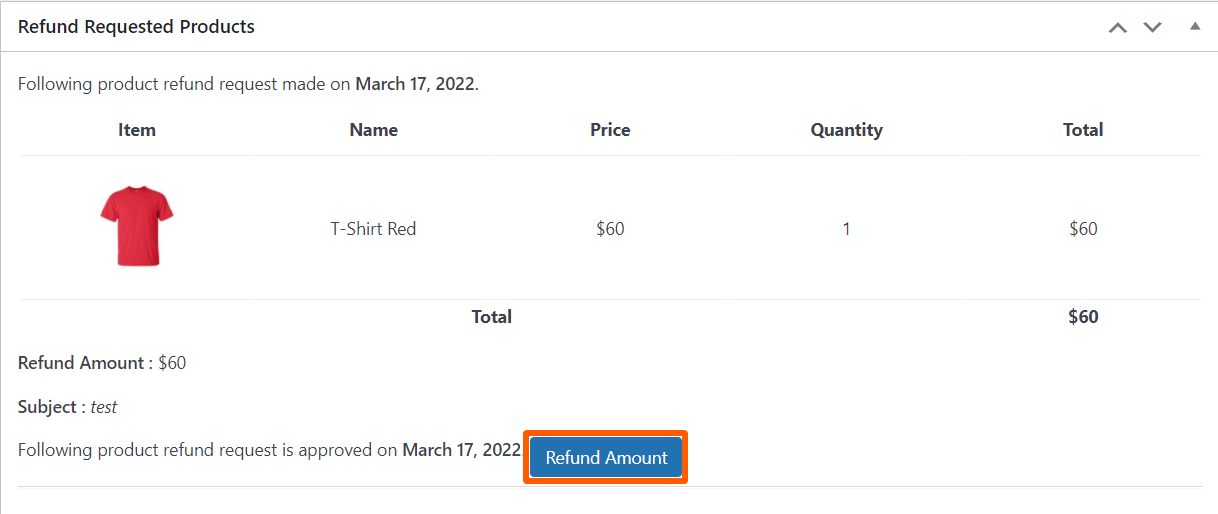 Refund Requested Products
Following product refund request made on March 17, 2022.
Item Name Price Quantity Total
T-Shirt Red $60 1 $60
Total $60
Refund Amount : $60
Subject : test
Following product refund request is approved on March 17, 2022. Refund Amount